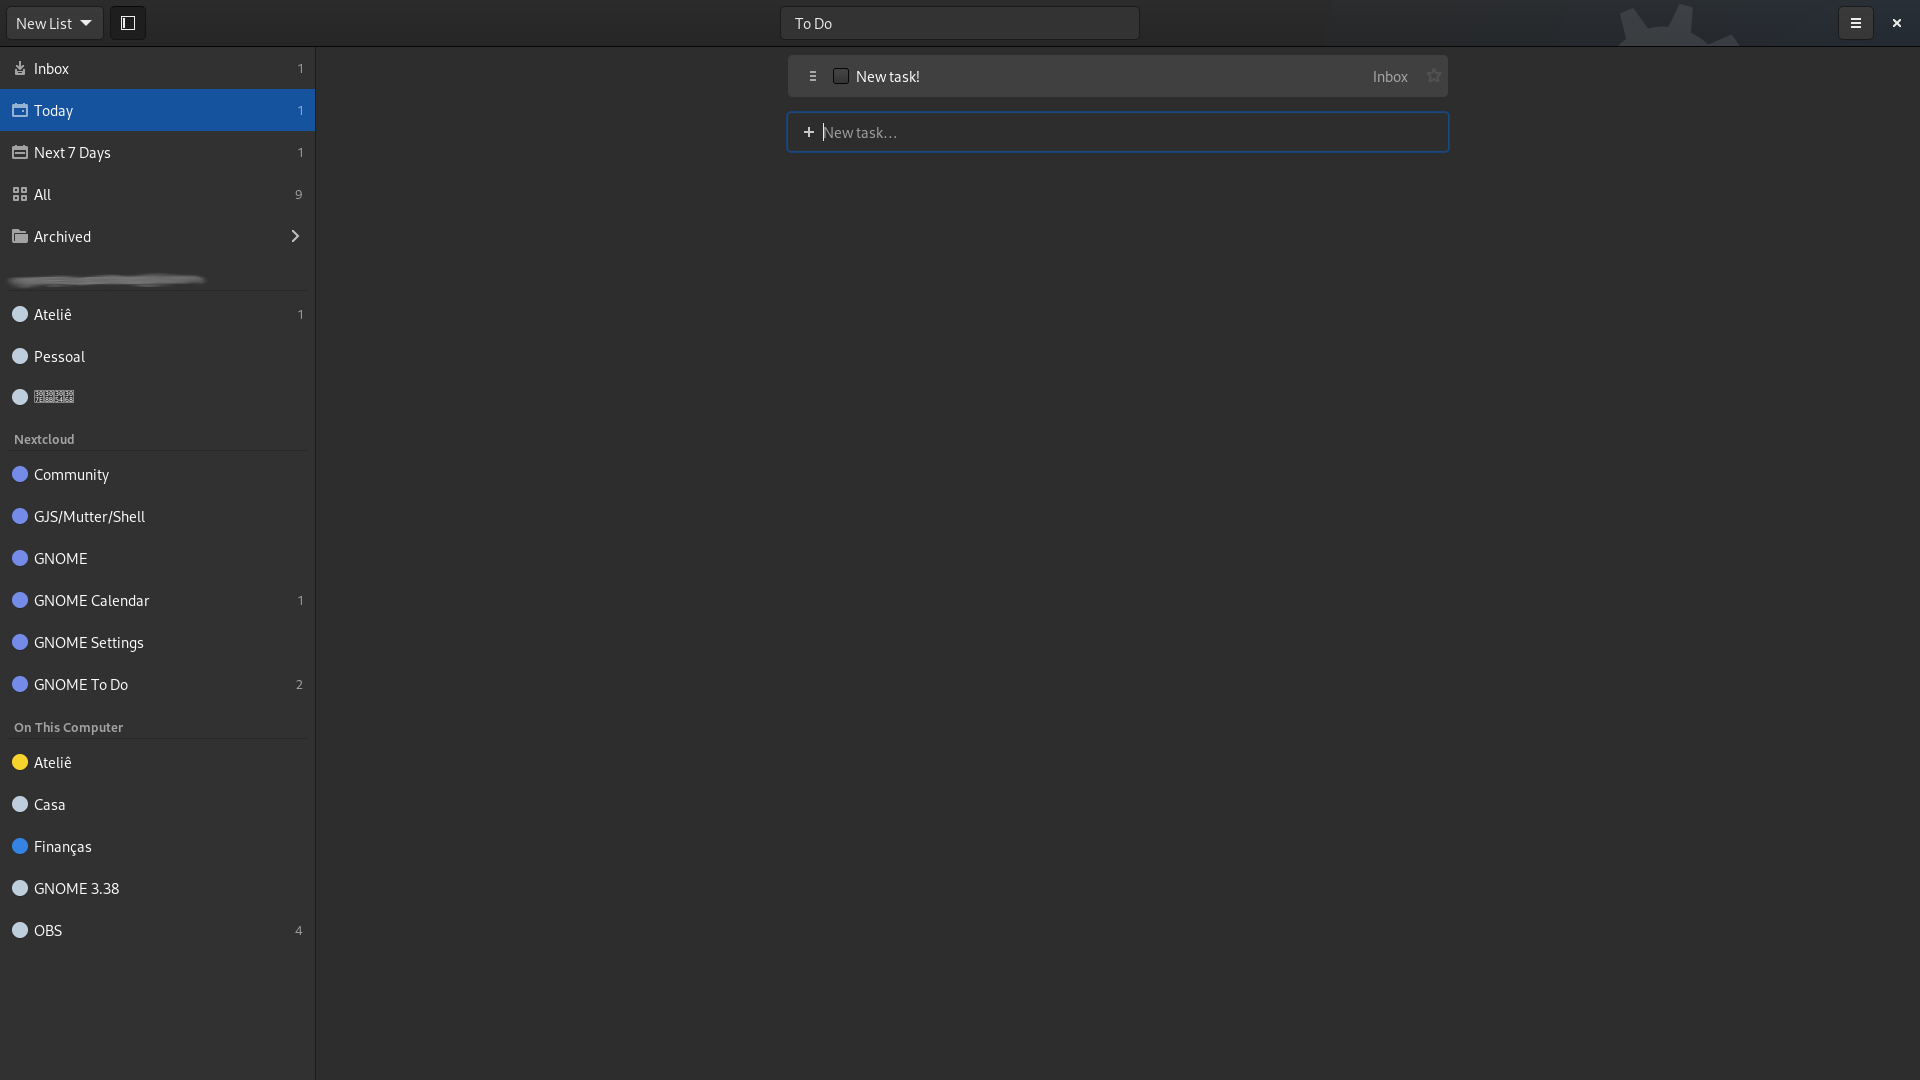 New List
To Do
Inbox 1
Today 1
Next 7 Days 1
All 9
Archived
Ateliê 1
Pessoal
Nextcloud
Community
GJS/Mutter/Shell
GNOME
GNOME Calendar 1
GNOME Settings
GNOME To Do 2
On This Computer
Ateliê
Casa
Finanças
GNOME 3.38
OBS 4
New task! Inbox
New task…